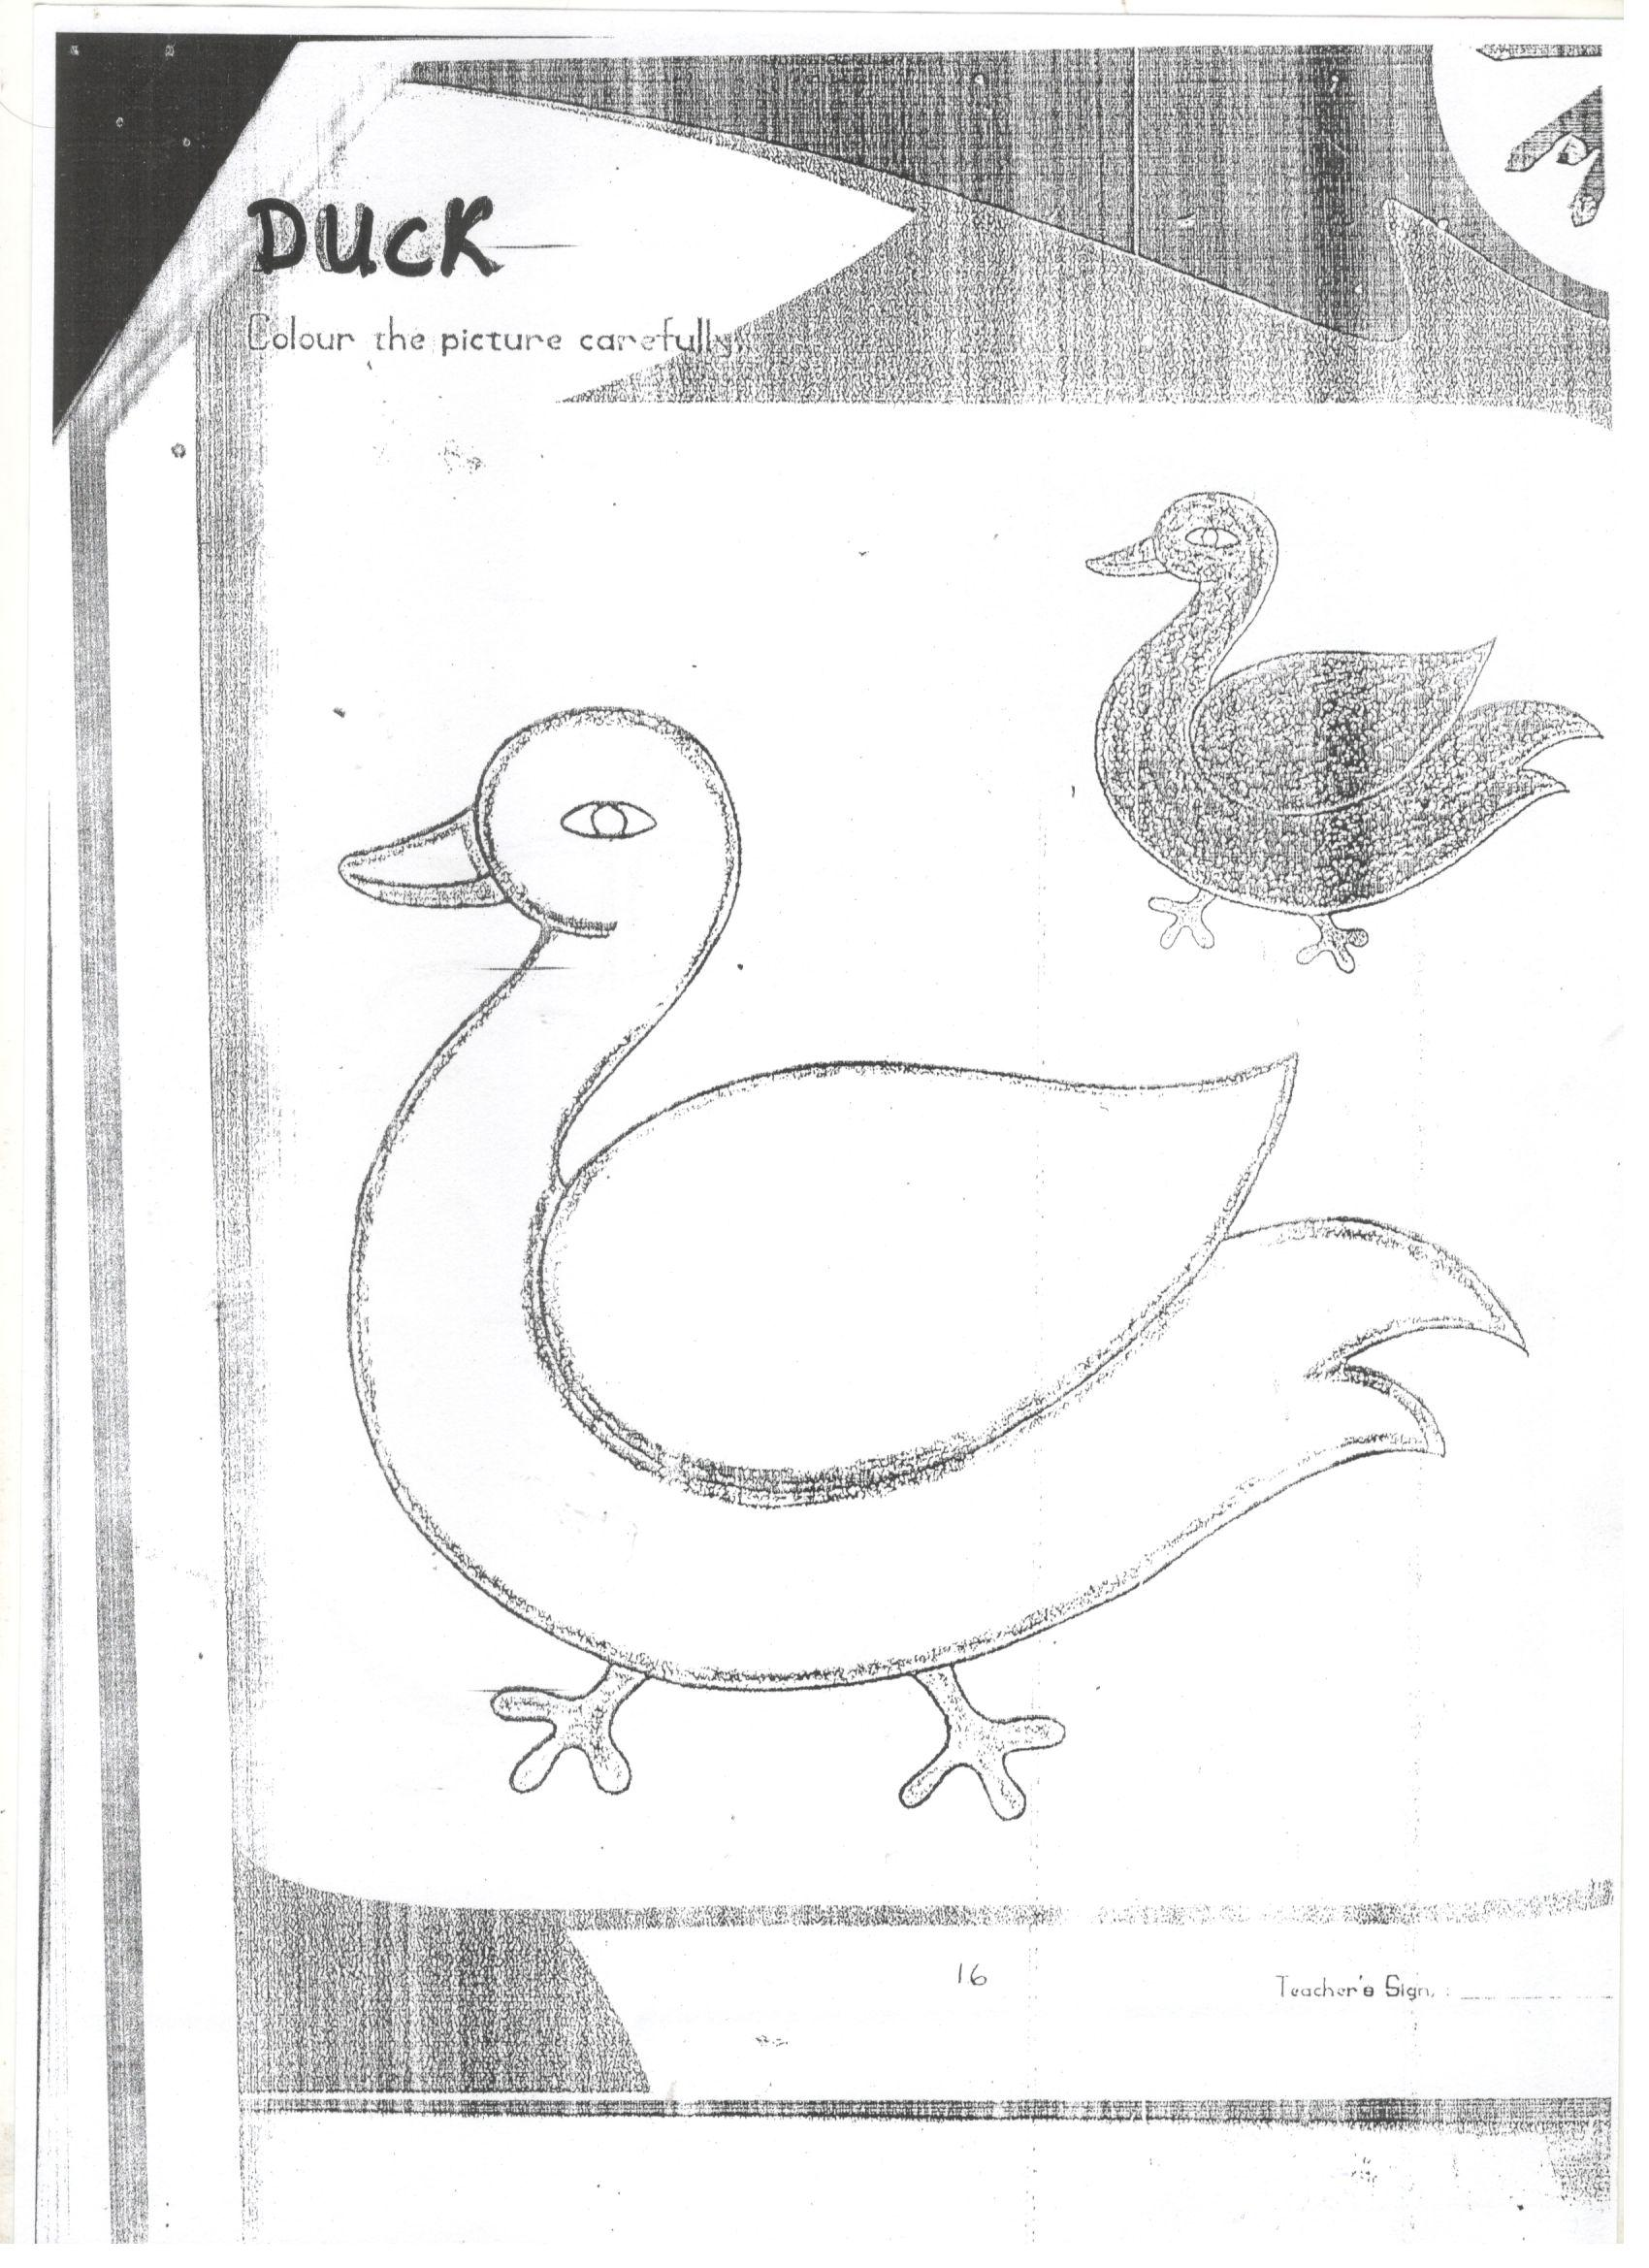 DUCK
Colour the picture carefully.
16
Teacher's Sign. :